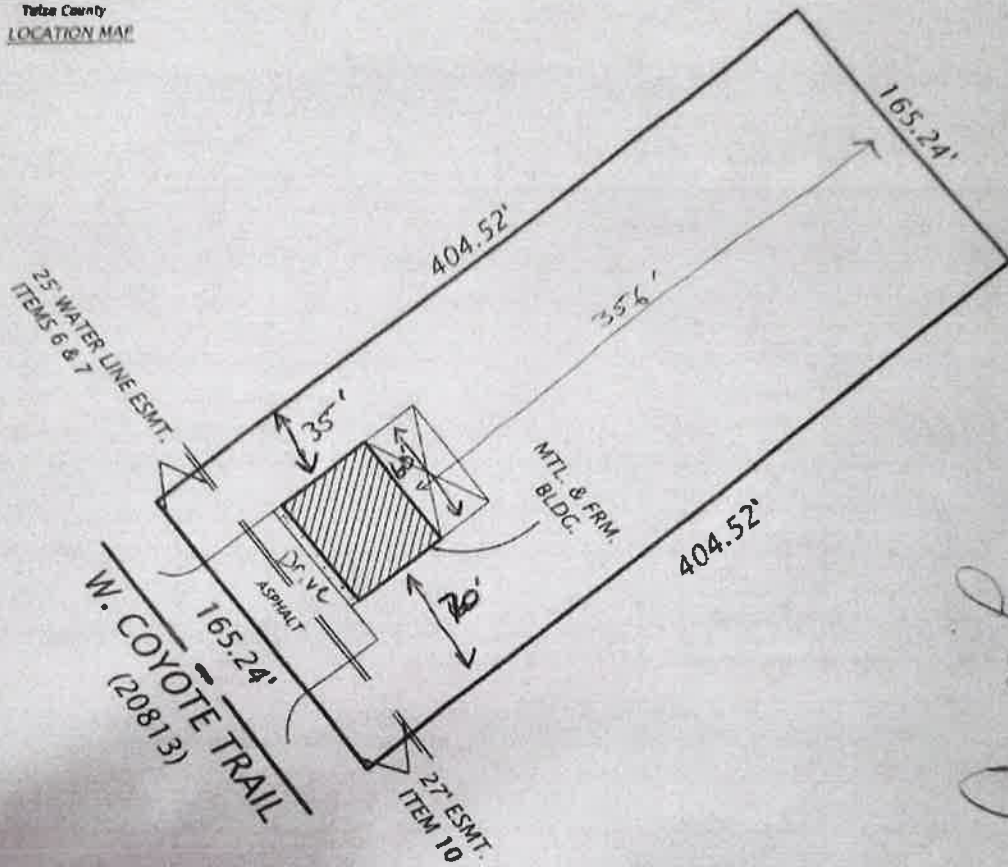 Tulsa County
LOCATION MAP
165.24'
404.52'
356'
25' WATER LINE ESMT.
ITEMS 6 & 7
35'
MTL. & FRM.
BLDG.
404.52'
Drive
ASPHALT
165.24'
W. COYOTE TRAIL
(20813)
27' ESMT.
ITEM 10